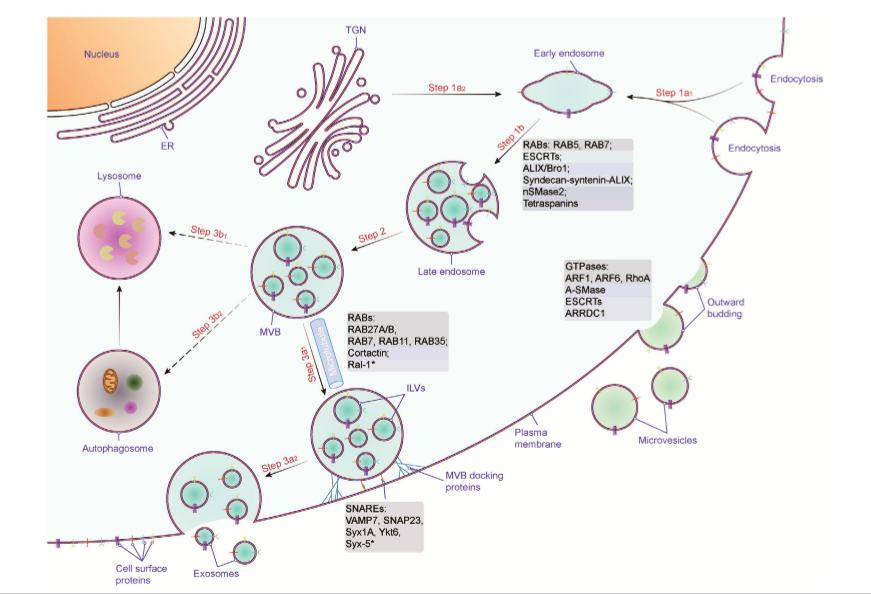 TGN
Nucleus
Early endosome
Step 1a2
Step 1a1
Endocytosis
ER
Endocytosis
Step 1b
RABs: RAB5, RAB7;
ESCRTs;
ALIX/Bro1;
Syndecan-syntenin-ALIX;
nSMase2;
Tetraspanins
Lysosome
Step 3b1
Step 2
Late endosome
GTPases:
ARF1, ARF6, RhoA
A-SMase
ESCRTs
ARRDC1
Outward
budding
Step 3b2
MVB
RABs:
RAB27A/B,
RAB7, RAB11, RAB35;
Cortactin;
Ral-1*
Microtubule
Step 3a1
ILVs
Autophagosome
Plasma
membrane
Microvesicles
Step 3a2
MVB docking
proteins
SNAREs:
VAMP7, SNAP23,
Syx1A, Ykt6,
Syx-5*
Cell surface
proteins
Exosomes